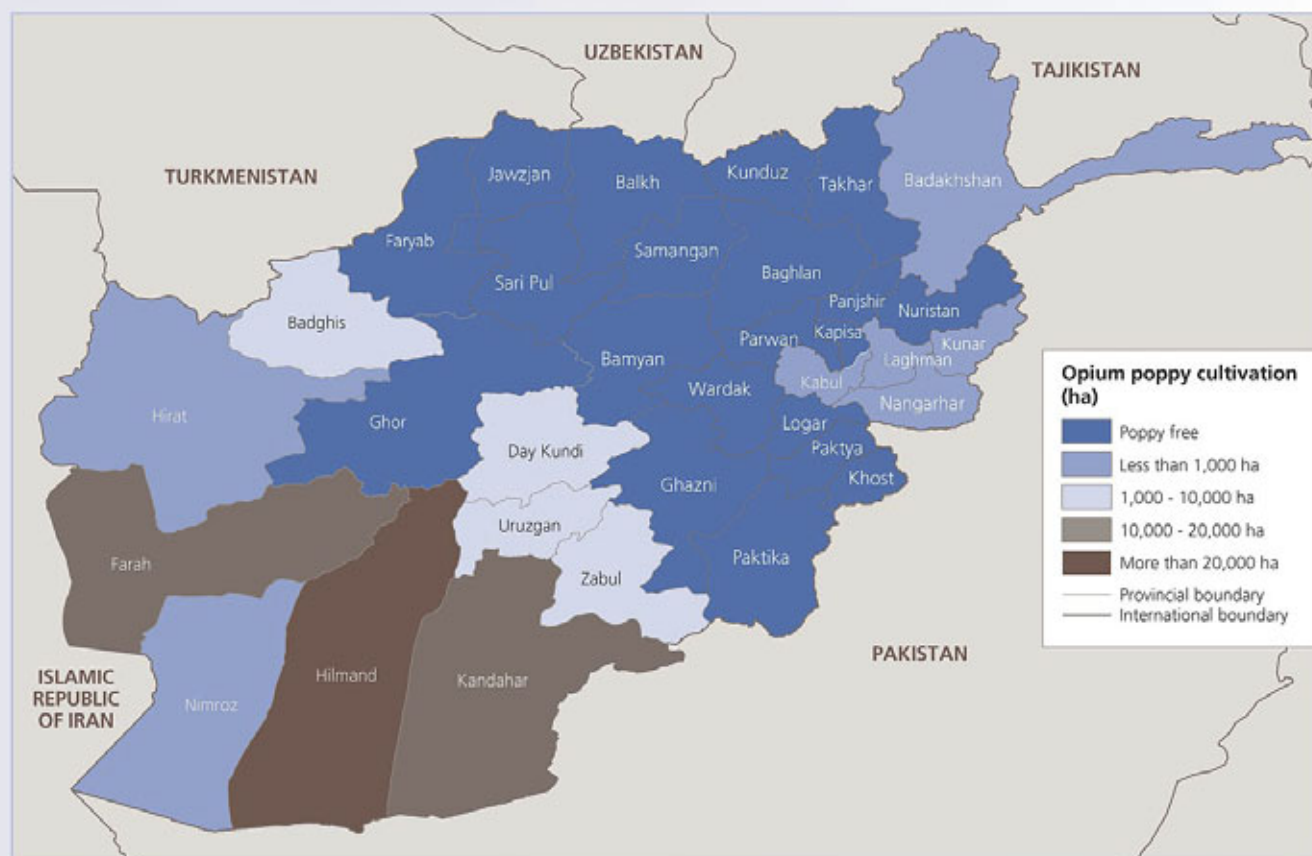 UZBEKISTAN
TAJIKISTAN
TURKMENISTAN
Jawzjan
Balkh
Kunduz
Takhar
Badakhshan
Faryab
Samangan
Sari Pul
Baghlan
Panjshir
Nuristan
Badghis
Parwan
Kapisa
Kunar
Bamyan
Laghman
Kabul
Wardak
Nangarhar
Hirat
Ghor
Logar
Paktya
Day Kundi
Khost
Ghazni
Uruzgan
Paktika
Farah
Zabul
Hilmand
Kandahar
Nimroz
PAKISTAN
ISLAMIC
REPUBLIC
OF IRAN
Opium poppy cultivation
(ha)
Poppy free
Less than 1,000 ha
1,000 - 10,000 ha
10,000 - 20,000 ha
More than 20,000 ha
Provincial boundary
International boundary